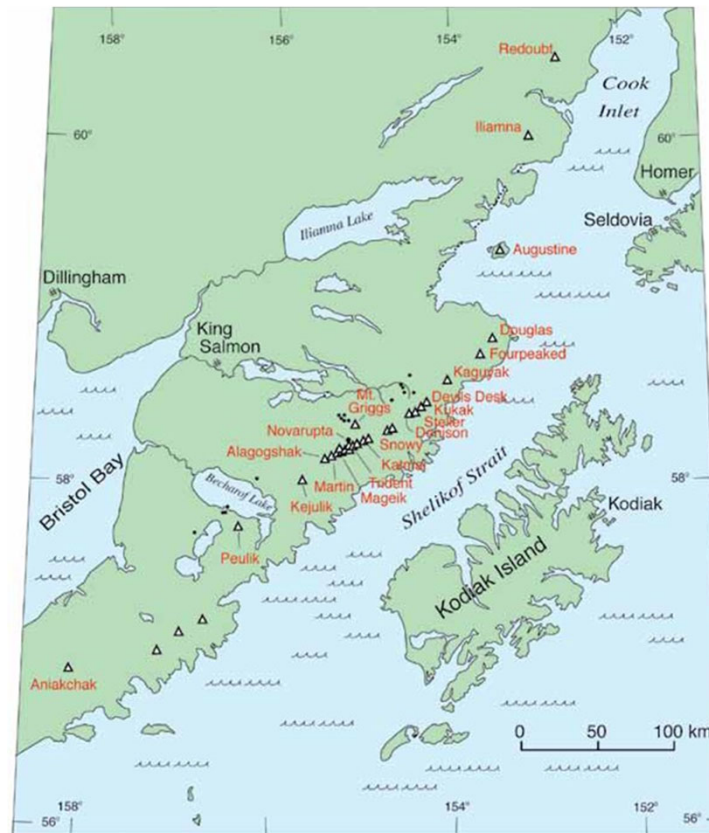 158°
156°
154°
152°
Redoubt
Cook
Inlet
60°
Iliamna
60°
Homer
Iliamna Lake
Seldovia
Augustine
Dillingham
King
Salmon
Douglas
Fourpeaked
Kaguyak
Mt.
Griggs
Devils Desk
Kukak
Steller
Denison
Novarupta
Snowy
Alagogshak
Katmai
58°
Martin
Trident
Mageik
58°
Bristol Bay
Becharof Lake
Kejulik
Shelikof Strait
Kodiak
Peulik
Kodiak Island
Aniakchak
0 50 100 km
158°
156°
154°
152°
56°
56°